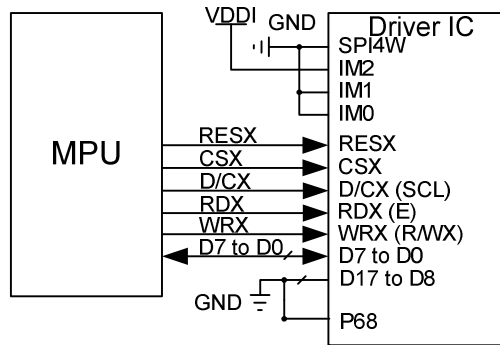 VDDI
GND
Driver IC
SPI4W
IM2
IM1
IM0
MPU
RESX
RESX
CSX
CSX
D/CX
D/CX (SCL)
RDX
RDX (E)
WRX
WRX (R/WX)
D7 to D0
D7 to D0
D17 to D8
GND
P68